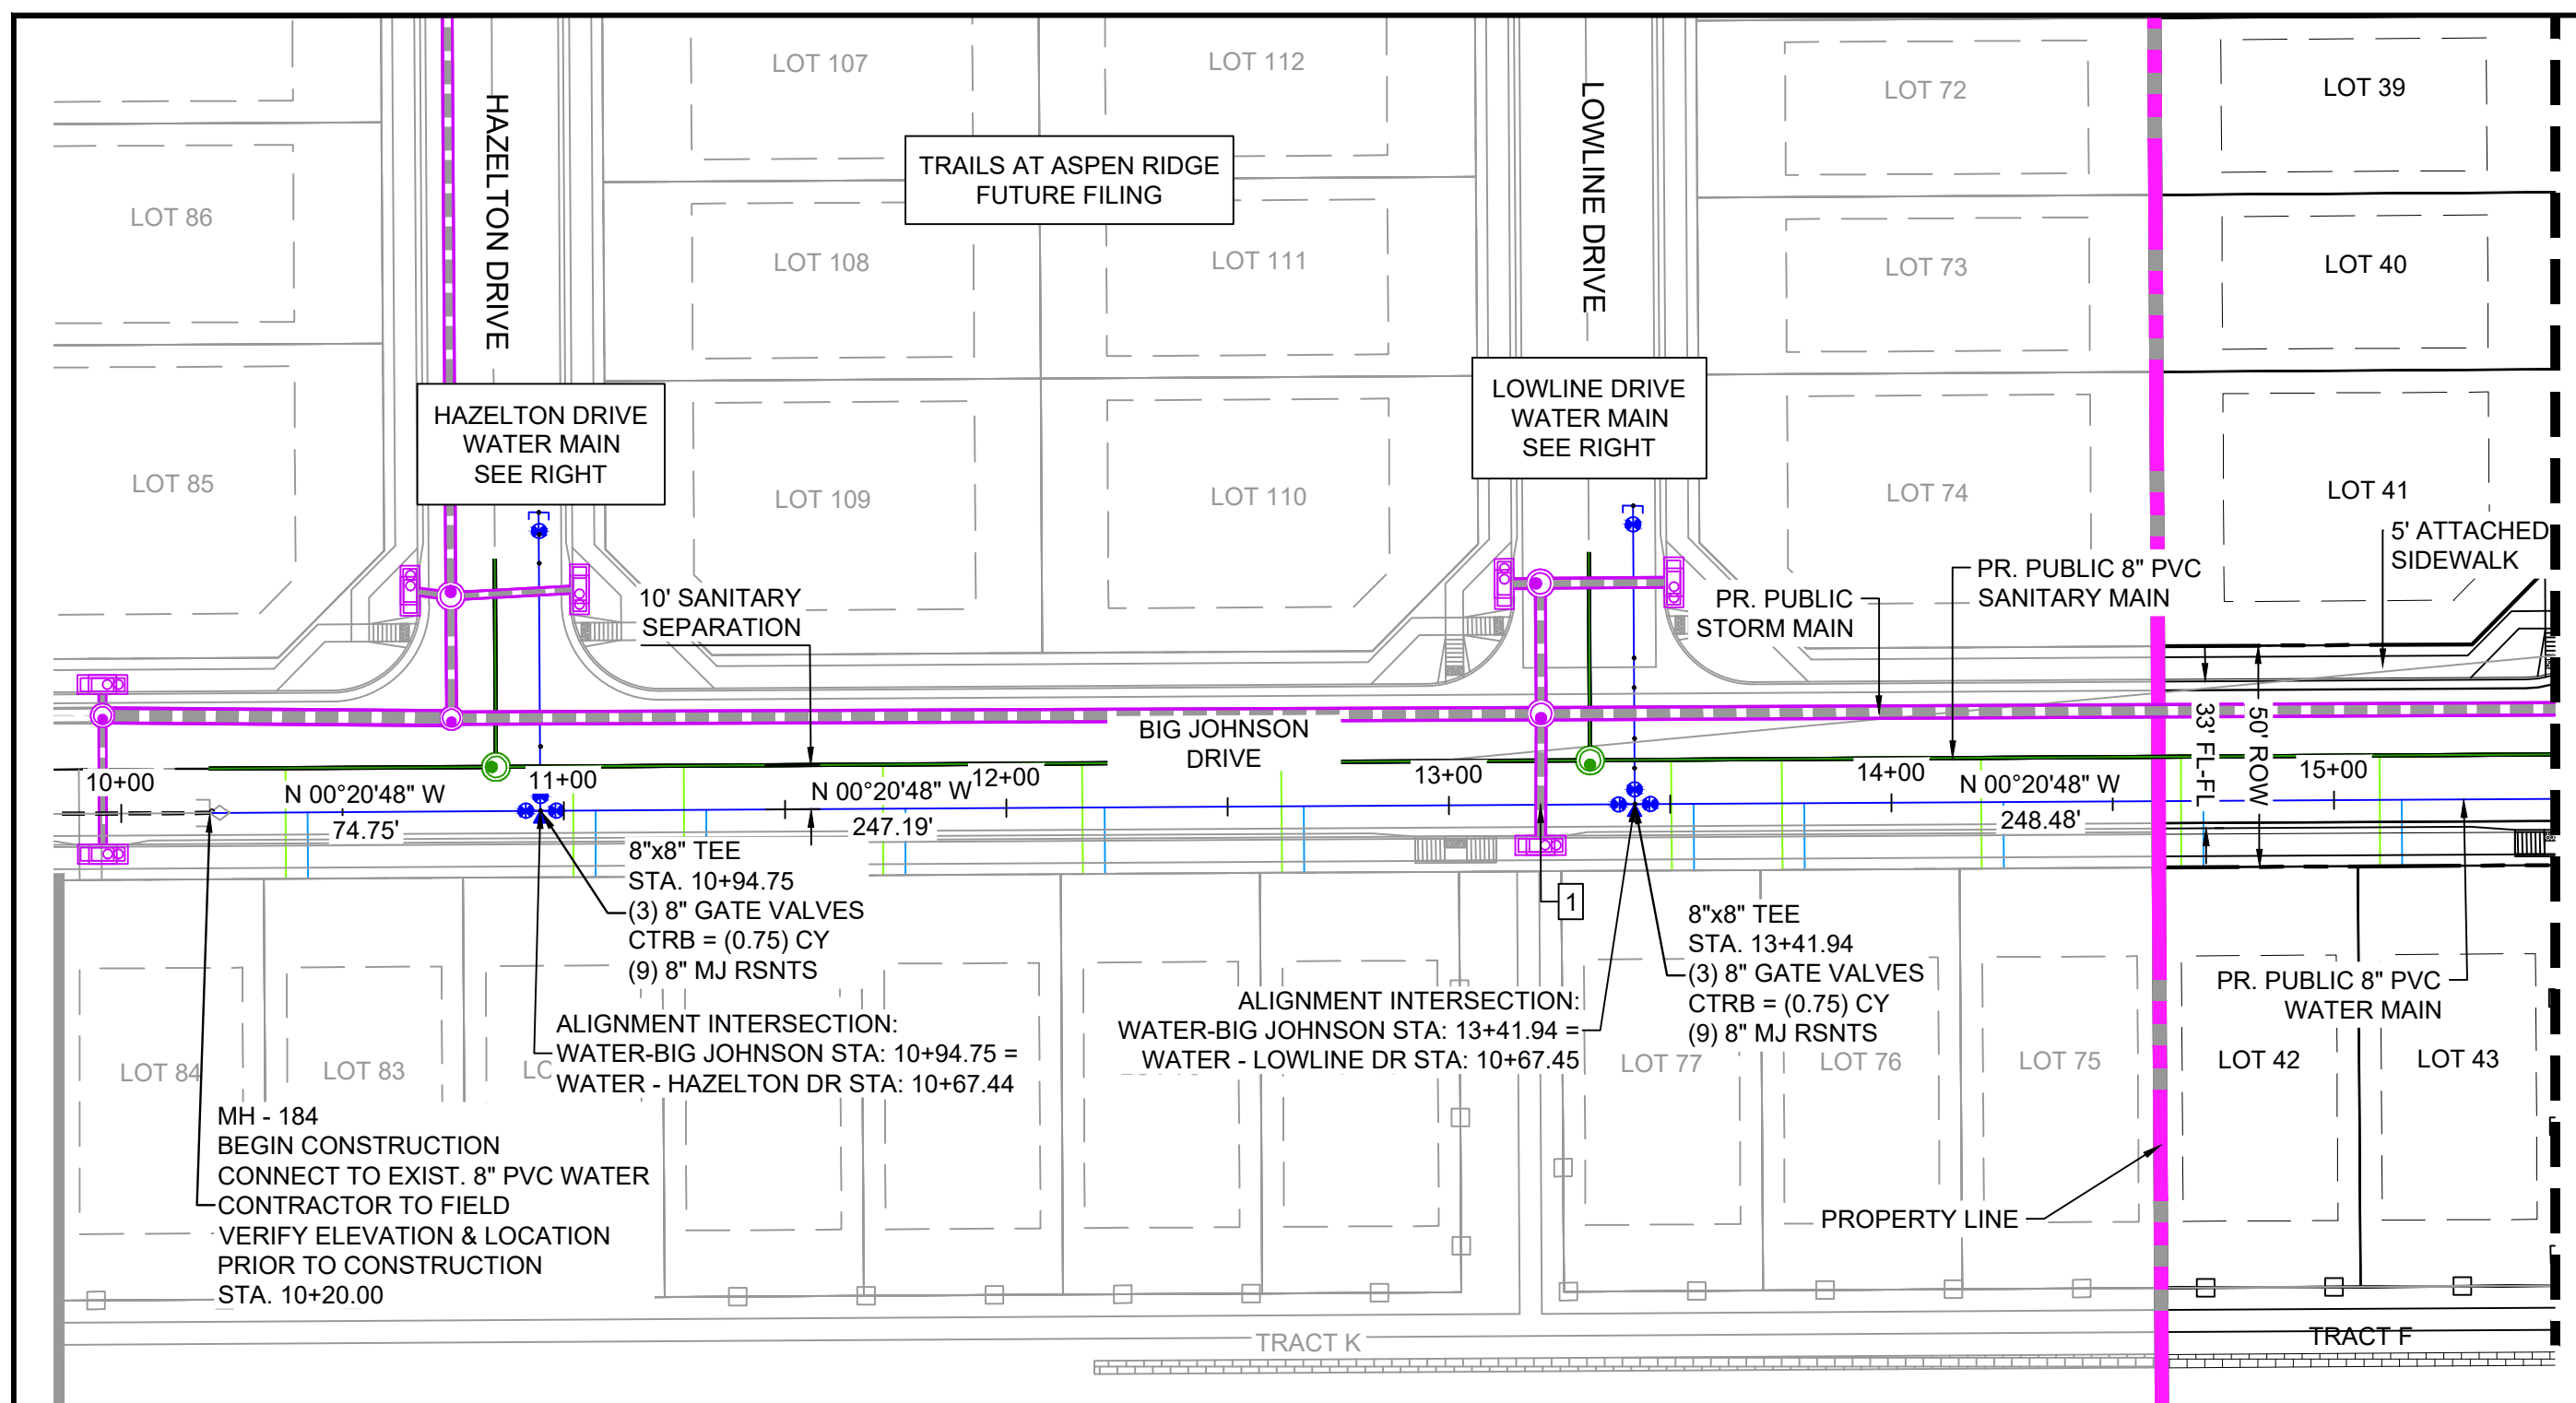 LOT 107
LOT 112
LOT 72
LOT 39
HAZELTON DRIVE
LOWLINE DRIVE
TRAILS AT ASPEN RIDGE
FUTURE FILING
LOT 86
LOT 108
LOT 111
LOT 73
LOT 40
HAZELTON DRIVE
WATER MAIN
SEE RIGHT
LOWLINE DRIVE
WATER MAIN
SEE RIGHT
LOT 85
LOT 109
LOT 110
LOT 74
LOT 41
5' ATTACHED
SIDEWALK
10' SANITARY
SEPARATION
PR. PUBLIC
STORM MAIN
PR. PUBLIC 8" PVC
SANITARY MAIN
BIG JOHNSON
DRIVE
33' FL-FL
50' ROW
10+00
11+00
12+00
13+00
14+00
15+00
N 00°20'48" W
74.75'
N 00°20'48" W
247.19'
N 00°20'48" W
248.48'
8"x8" TEE
STA. 10+94.75
(3) 8" GATE VALVES
CTRB = (0.75) CY
(9) 8" MJ RSNTS
1
8"x8" TEE
STA. 13+41.94
(3) 8" GATE VALVES
CTRB = (0.75) CY
(9) 8" MJ RSNTS
ALIGNMENT INTERSECTION:
WATER-BIG JOHNSON STA: 10+94.75 =
WATER - HAZELTON DR STA: 10+67.44
ALIGNMENT INTERSECTION:
WATER-BIG JOHNSON STA: 13+41.94 =
WATER - LOWLINE DR STA: 10+67.45
PR. PUBLIC 8" PVC
WATER MAIN
LOT 84
LOT 83
LOT 77
LOT 76
LOT 75
LOT 42
LOT 43
MH - 184
BEGIN CONSTRUCTION
CONNECT TO EXIST. 8" PVC WATER
CONTRACTOR TO FIELD
VERIFY ELEVATION & LOCATION
PRIOR TO CONSTRUCTION
STA. 10+20.00
PROPERTY LINE
TRACT K
TRACT F